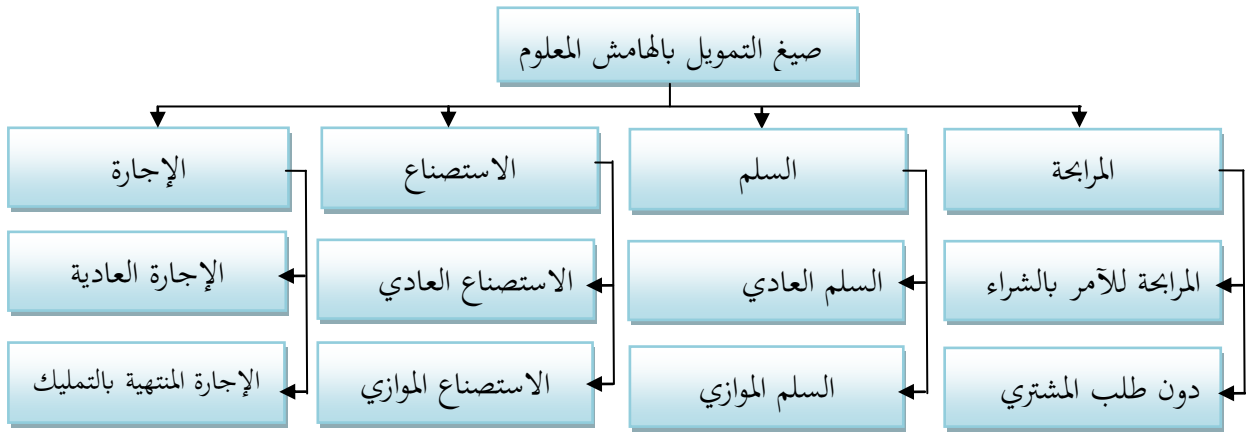 صيغ التمويل بالهامش المعلوم
المرابحة
السلم
الاستصناع
الإجارة
المرابحة للآمر بالشراء
السلم العادي
الاستصناع العادي
الإجارة العادية
دون طلب المشتري
السلم الموازي
الاستصناع الموازي
الإجارة المنتهية بالتمليك